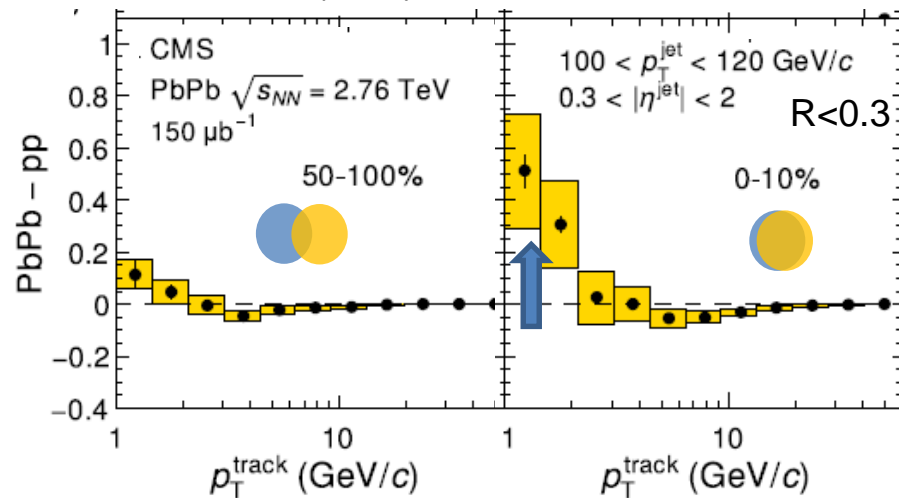 PbPb − pp
1
0.8
0.6
0.4
0.2
0
−0.2
−0.4
CMS
PbPb √sNN = 2.76 TeV
150 μb⁻¹
50-100%
1 10
pTtrack (GeV/c)
100 < pTjet < 120 GeV/c
0.3 < |ηjet| < 2
R<0.3
0-10%
1 10
pTtrack (GeV/c)